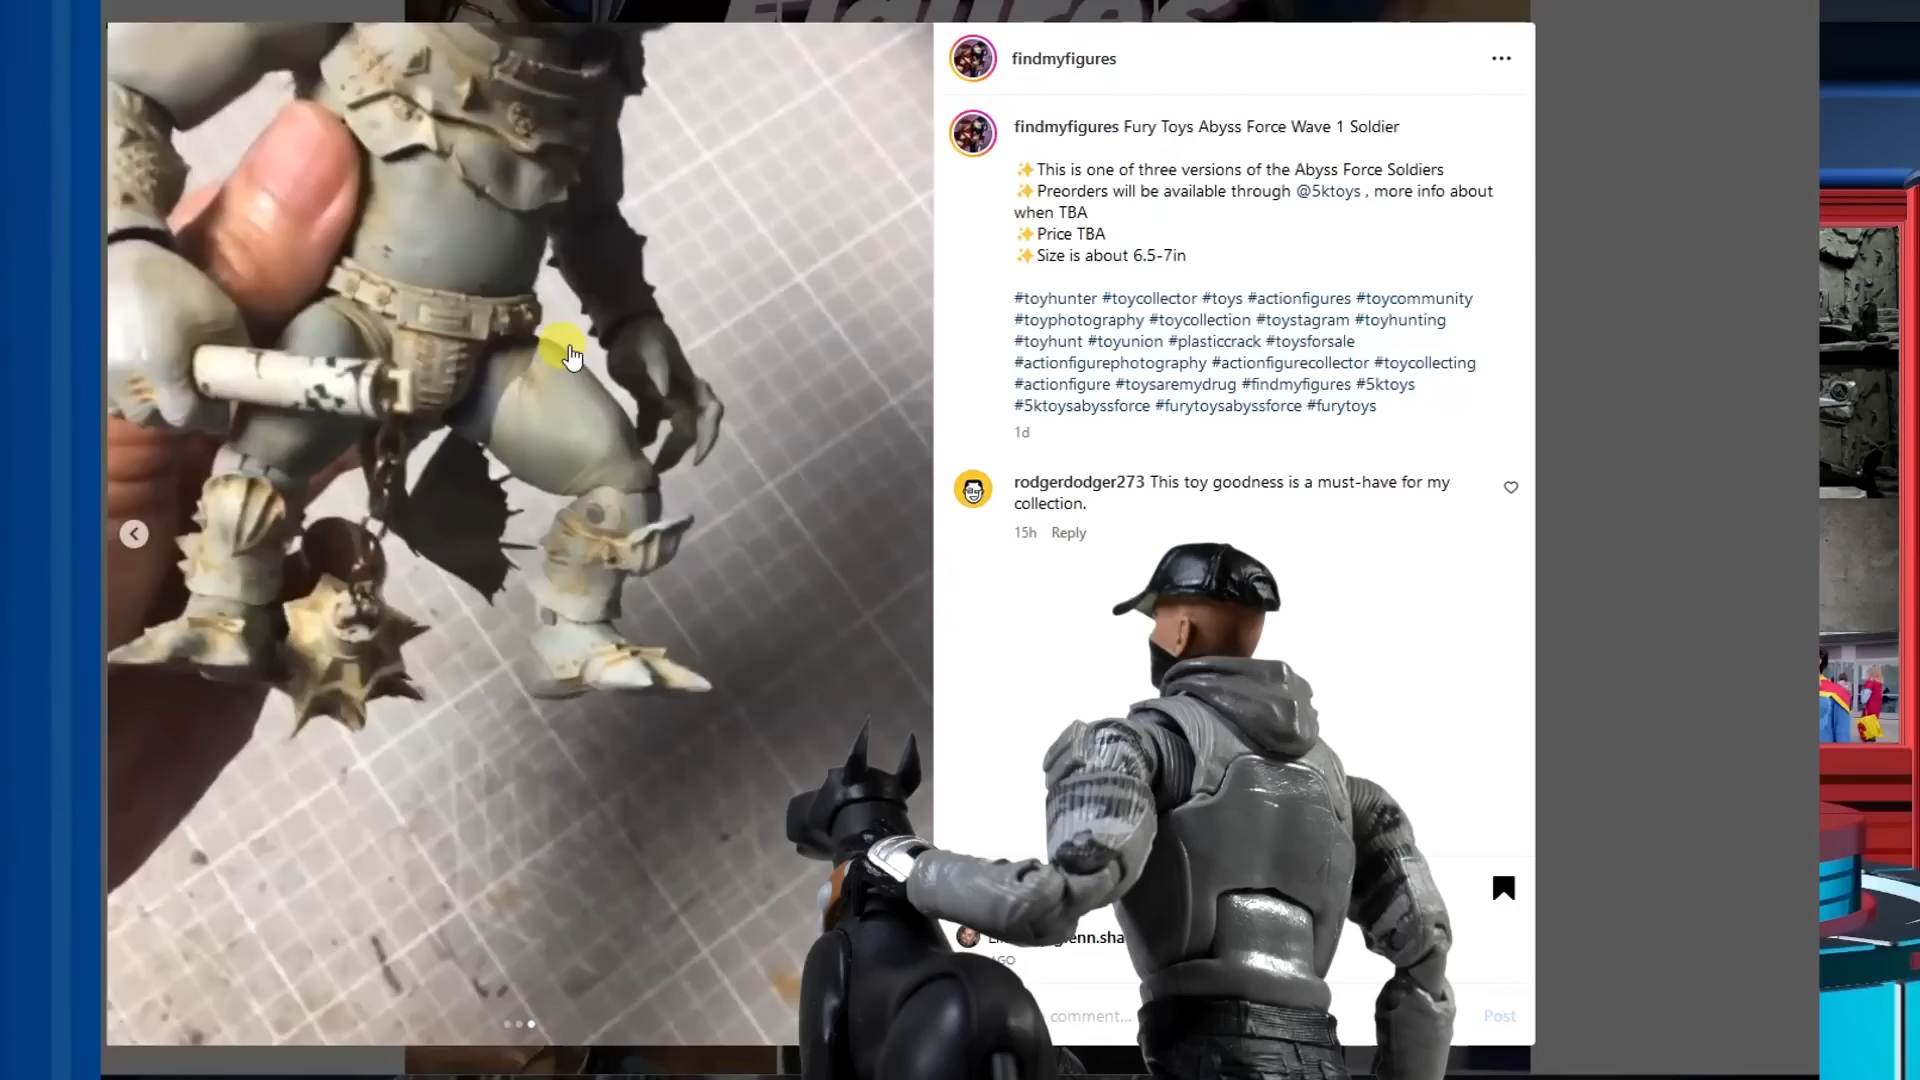 Figures
findmyfigures
findmyfigures Fury Toys Abyss Force Wave 1 Soldier
✨This is one of three versions of the Abyss Force Soldiers
✨Preorders will be available through @5ktoys , more info about
when TBA
✨Price TBA
✨Size is about 6.5-7in
#toyhunter #toycollector #toys #actionfigures #toycommunity
#toyphotography #toycollection #toystagram #toyhunting
#toyhunt #toyunion #plasticcrack #toysforsale
#actionfigurephotography #actionfigurecollector #toycollecting
#actionfigure #toysaremydrug #findmyfigures #5ktoys
#5ktoysabyssforce #furytoysabyssforce #furytoys
1d
rodgerdodger273 This toy goodness is a must-have for my
collection.
15h Reply
enn.sha
AGO
comment...
Post